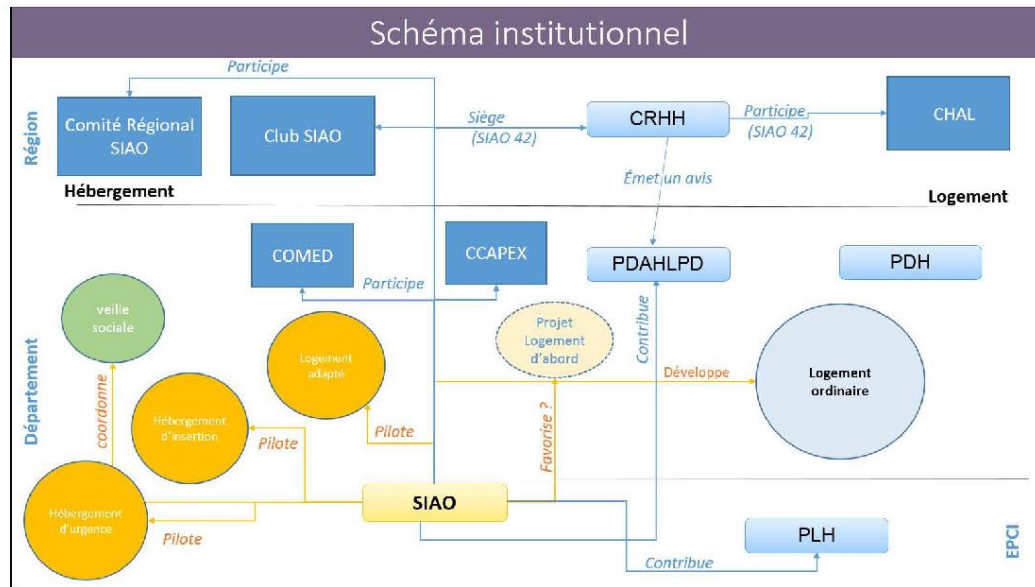 Schéma institutionnel
Participe
Région
Comité Régional
SIAO
Club SIAO
Siège
(SIAO 42)
CRHH
Participe
(SIAO 42)
CHAL
Émet un avis
Hébergement
Logement
Département
COMED
CCAPEX
PDAHLPD
PDH
Participe
veille
sociale
Logement
adapté
Projet
Logement
d'abord
Contribue
Développe
Logement
ordinaire
coordonne
Hébergement
d'insertion
Pilote
Pilote
Favorise ?
Hébergement
d'urgence
Pilote
SIAO
Contribue
PLH
EPCI